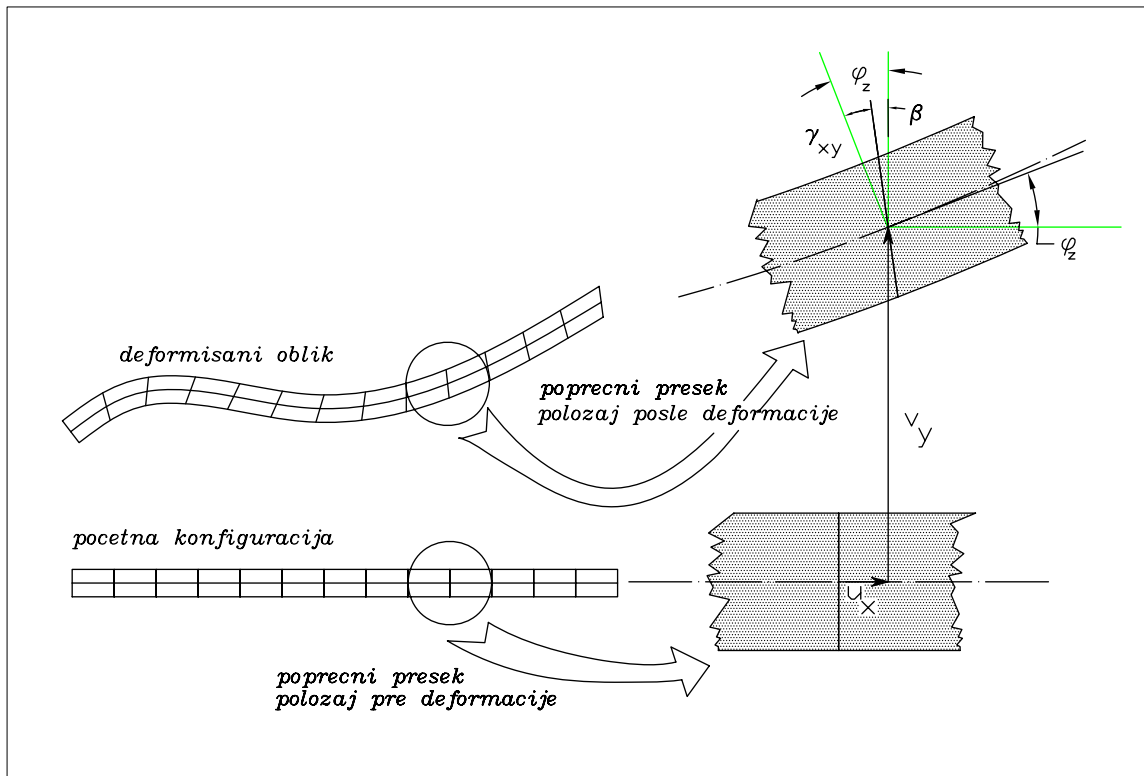 φz
β
γxy
φz
deformisani oblik
poprecni presek
polozaj posle deformacije
vy
pocetna konfiguracija
ux
poprecni presek
polozaj pre deformacije